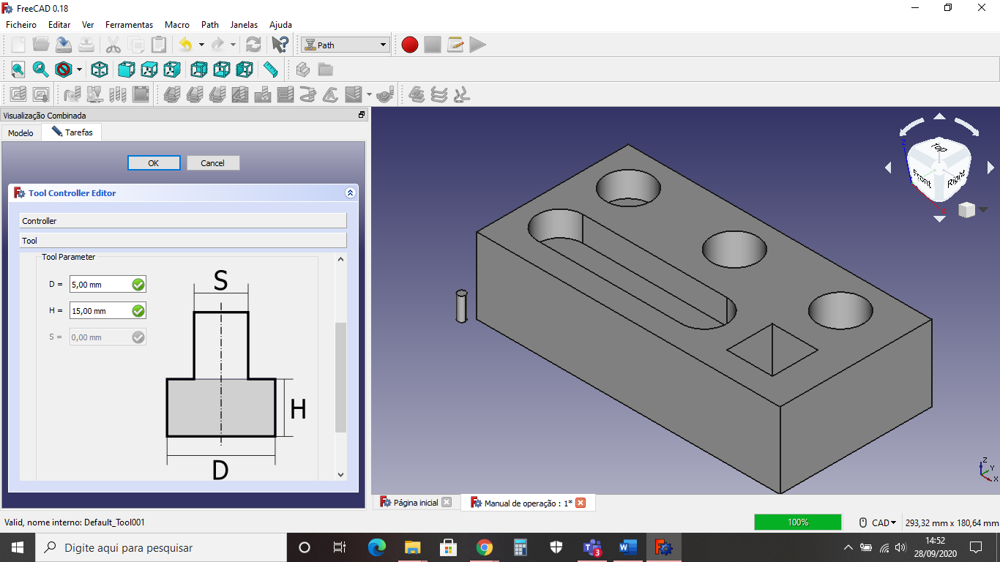 FreeCAD 0.18
Ficheiro Editar Ver Ferramentas Macro Path Janelas Ajuda
Path
Visualização Combinada
Modelo Tarefas
OK Cancel
Tool Controller Editor
Controller
Tool
Tool Parameter
D = 5,00 mm
H = 15,00 mm
S = 0,00 mm
S
H
D
Top
Front
Right
Z
X
Z
Y
X
Página inicial
Manual de operação : 1*
Valid, nome interno: Default_Tool001
100%
CAD
293,32 mm x 180,64 mm
Digite aqui para pesquisar
3
14:52
28/09/2020